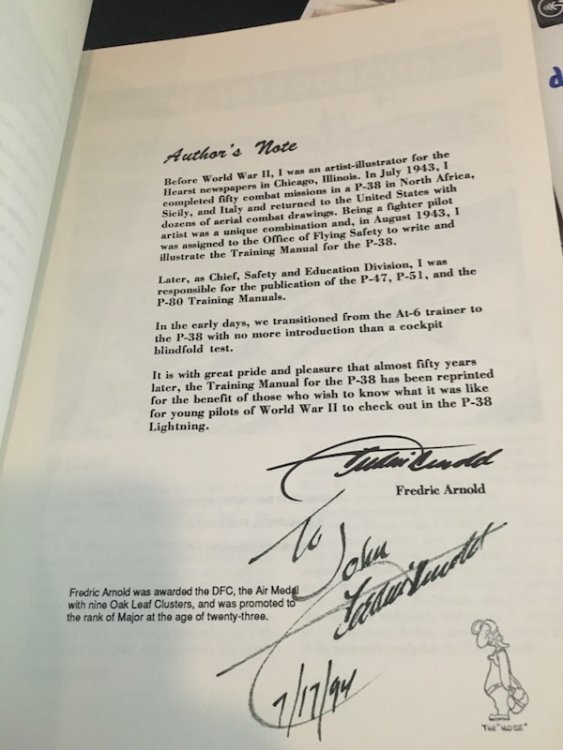 Author's Note
Before World War II, I was an artist-illustrator for the
Hearst newspapers in Chicago, Illinois. In July 1943, I
completed fifty combat missions in a P-38 in North Africa,
Sicily, and Italy and returned to the United States with
dozens of aerial combat drawings. Being a fighter pilot
artist was a unique combination and, in August 1943, I
was assigned to the Office of Flying Safety to write and
illustrate the Training Manual for the P-38.
Later, as Chief, Safety and Education Division, I was
responsible for the publication of the P-47, P-51, and the
P-80 Training Manuals.
In the early days, we transitioned from the At-6 trainer to
the P-38 with no more introduction than a cockpit
blindfold test.
It is with great pride and pleasure that almost fifty years
later, the Training Manual for the P-38 has been reprinted
for the benefit of those who wish to know what it was like
for young pilots of World War II to check out in the P-38
Lightning.
Fredric Arnold
Fredric Arnold
To John
Fredric Arnold
Fredric Arnold was awarded the DFC, the Air Medal
with nine Oak Leaf Clusters, and was promoted to
the rank of Major at the age of twenty-three.
7/17/94
THE